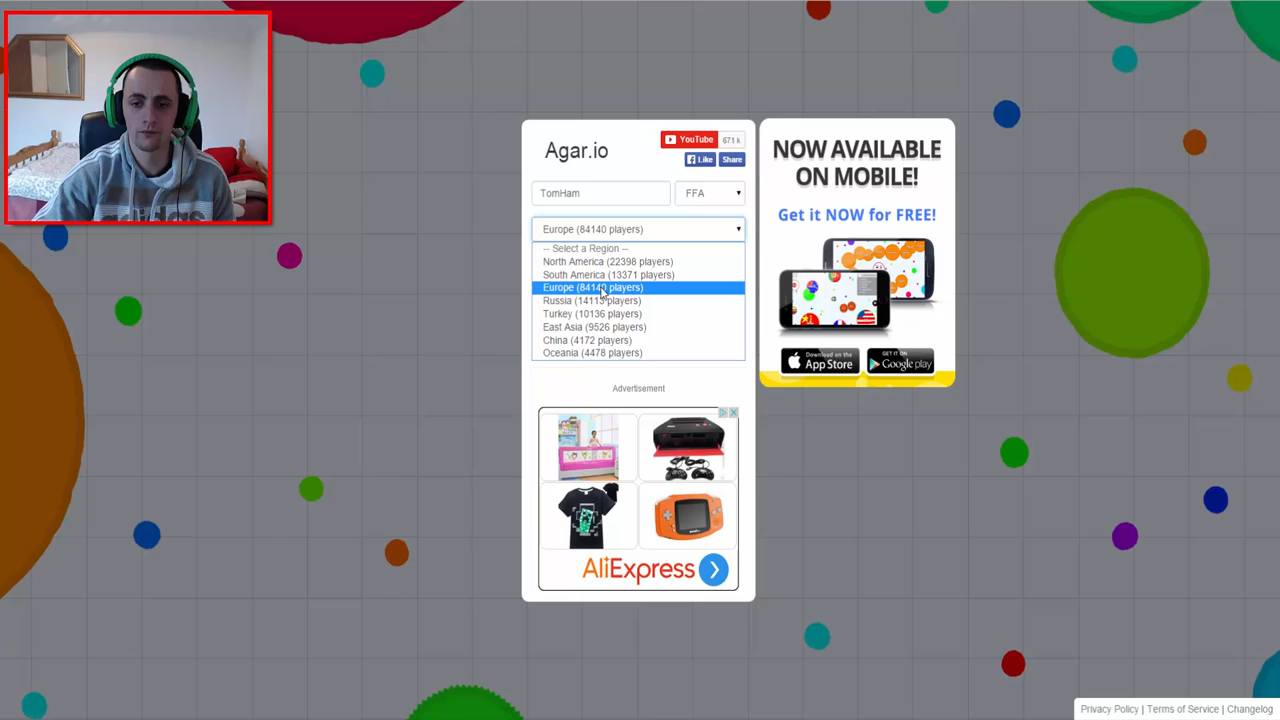 Agar.io
YouTube 671 k
Like Share
TomHam FFA
Europe (84140 players)
-- Select a Region --
North America (22398 players)
South America (13371 players)
Europe (84140 players)
Russia (14113 players)
Turkey (10136 players)
East Asia (9526 players)
China (4172 players)
Oceania (4478 players)
Advertisement
AliExpress
NOW AVAILABLE
ON MOBILE!
Get it NOW for FREE!
Download on the
App Store
GET IT ON
Google play
adidas
Privacy Policy | Terms of Service | Changelog